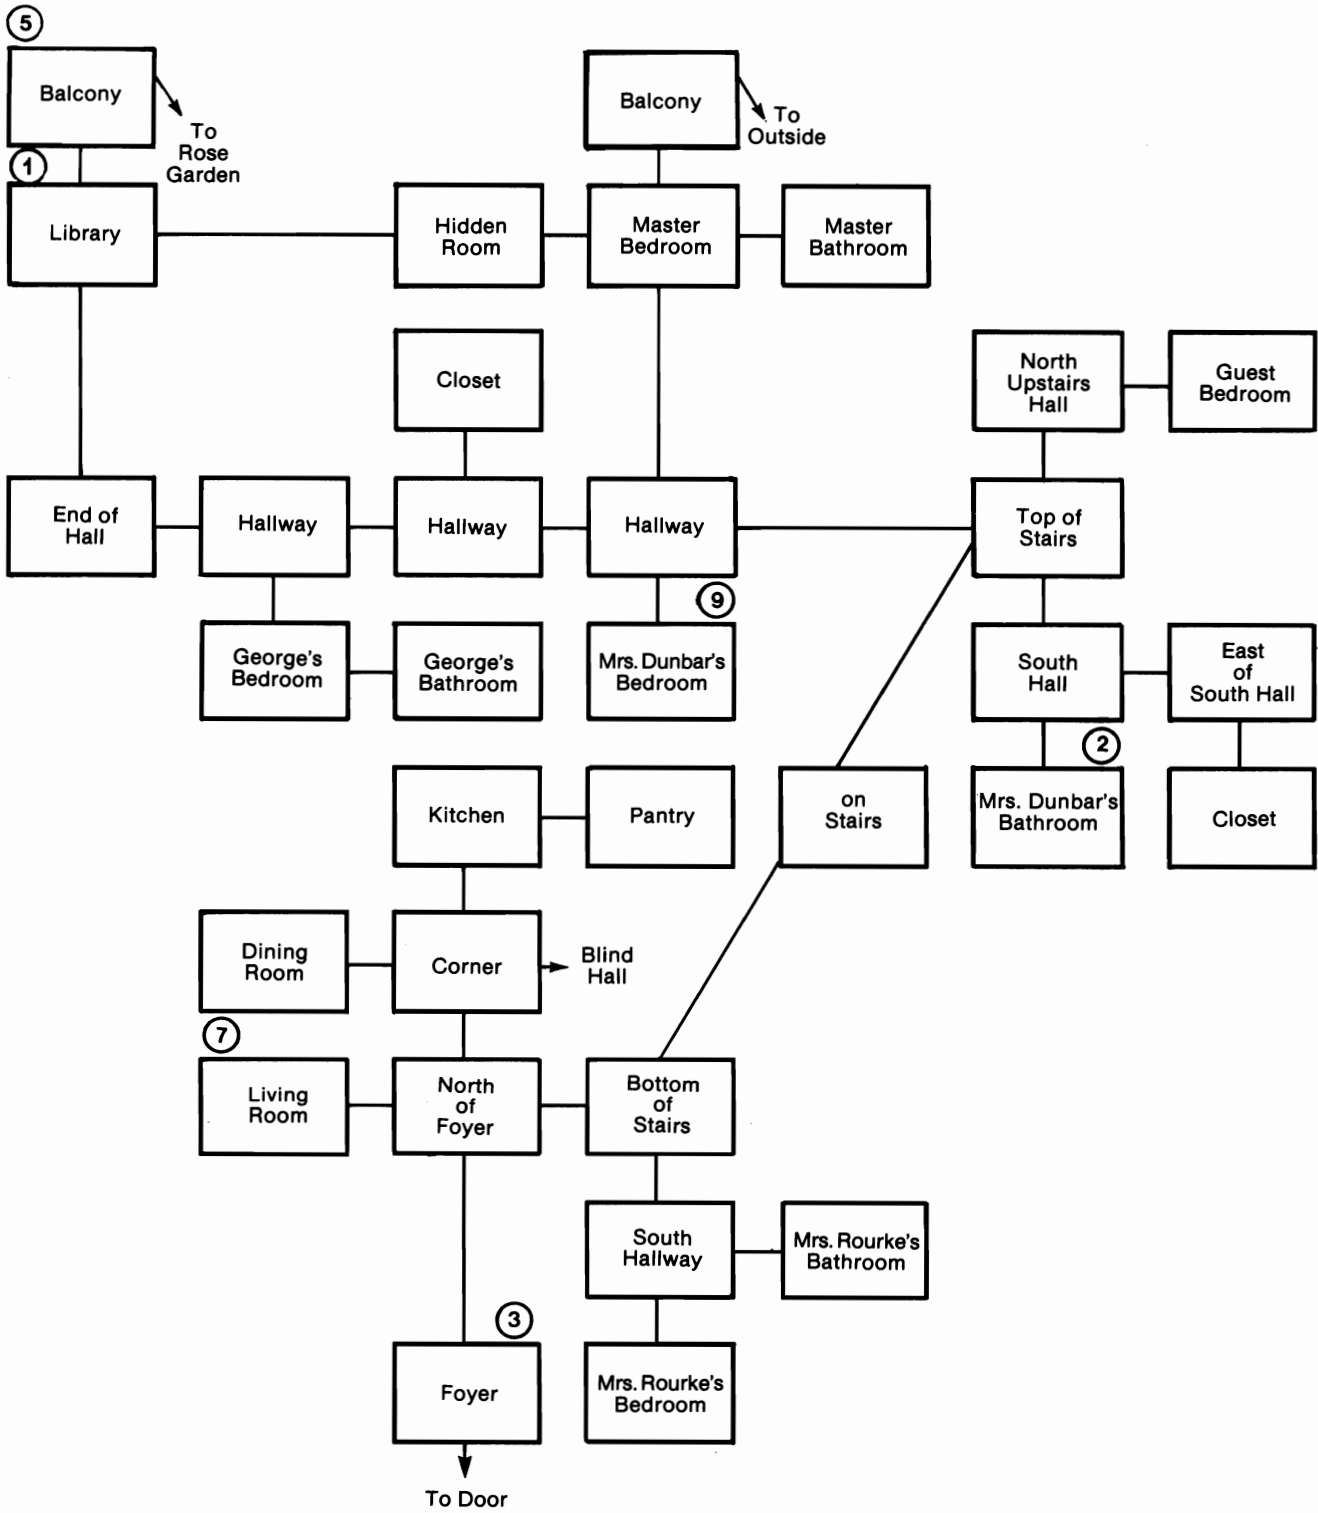 5
Balcony
To
Rose
Garden
Balcony
To
Outside
1
Library
Hidden
Room
Master
Bedroom
Master
Bathroom
Closet
North
Upstairs
Hall
Guest
Bedroom
End of
Hall
Hallway
Hallway
Hallway
Top of
Stairs
9
George's
Bedroom
George's
Bathroom
Mrs. Dunbar's
Bedroom
South
Hall
East
of
South Hall
2
Kitchen
Pantry
on
Stairs
Mrs. Dunbar's
Bathroom
Closet
Dining
Room
Corner
Blind
Hall
7
Living
Room
North
of
Foyer
Bottom
of
Stairs
South
Hallway
Mrs. Rourke's
Bathroom
3
Foyer
Mrs. Rourke's
Bedroom
To Door